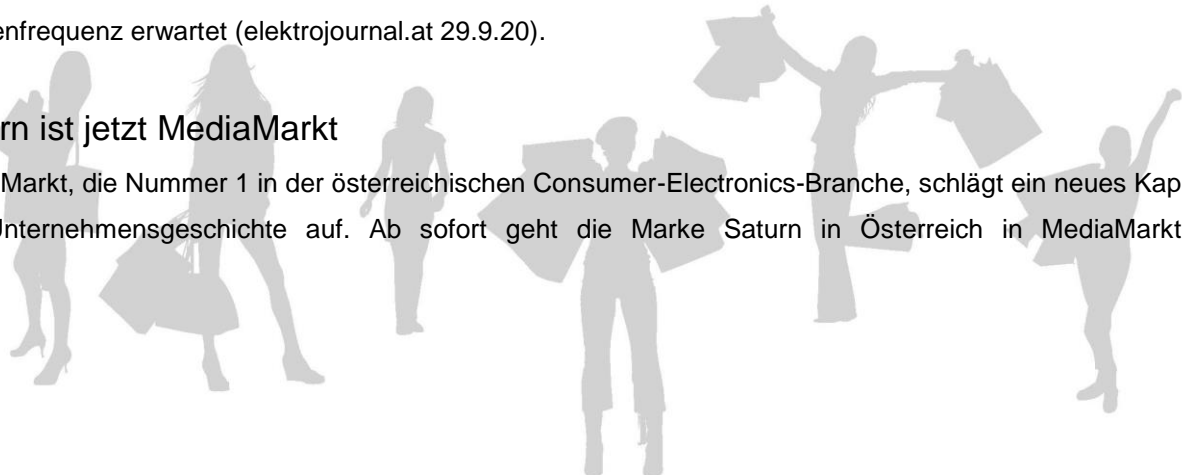 enfrequenz erwartet (elektrojournal.at 29.9.20).
rn ist jetzt MediaMarkt
Markt, die Nummer 1 in der österreichischen Consumer-Electronics-Branche, schlägt ein neues Kap
Unternehmensgeschichte auf. Ab sofort geht die Marke Saturn in Österreich in MediaMarkt